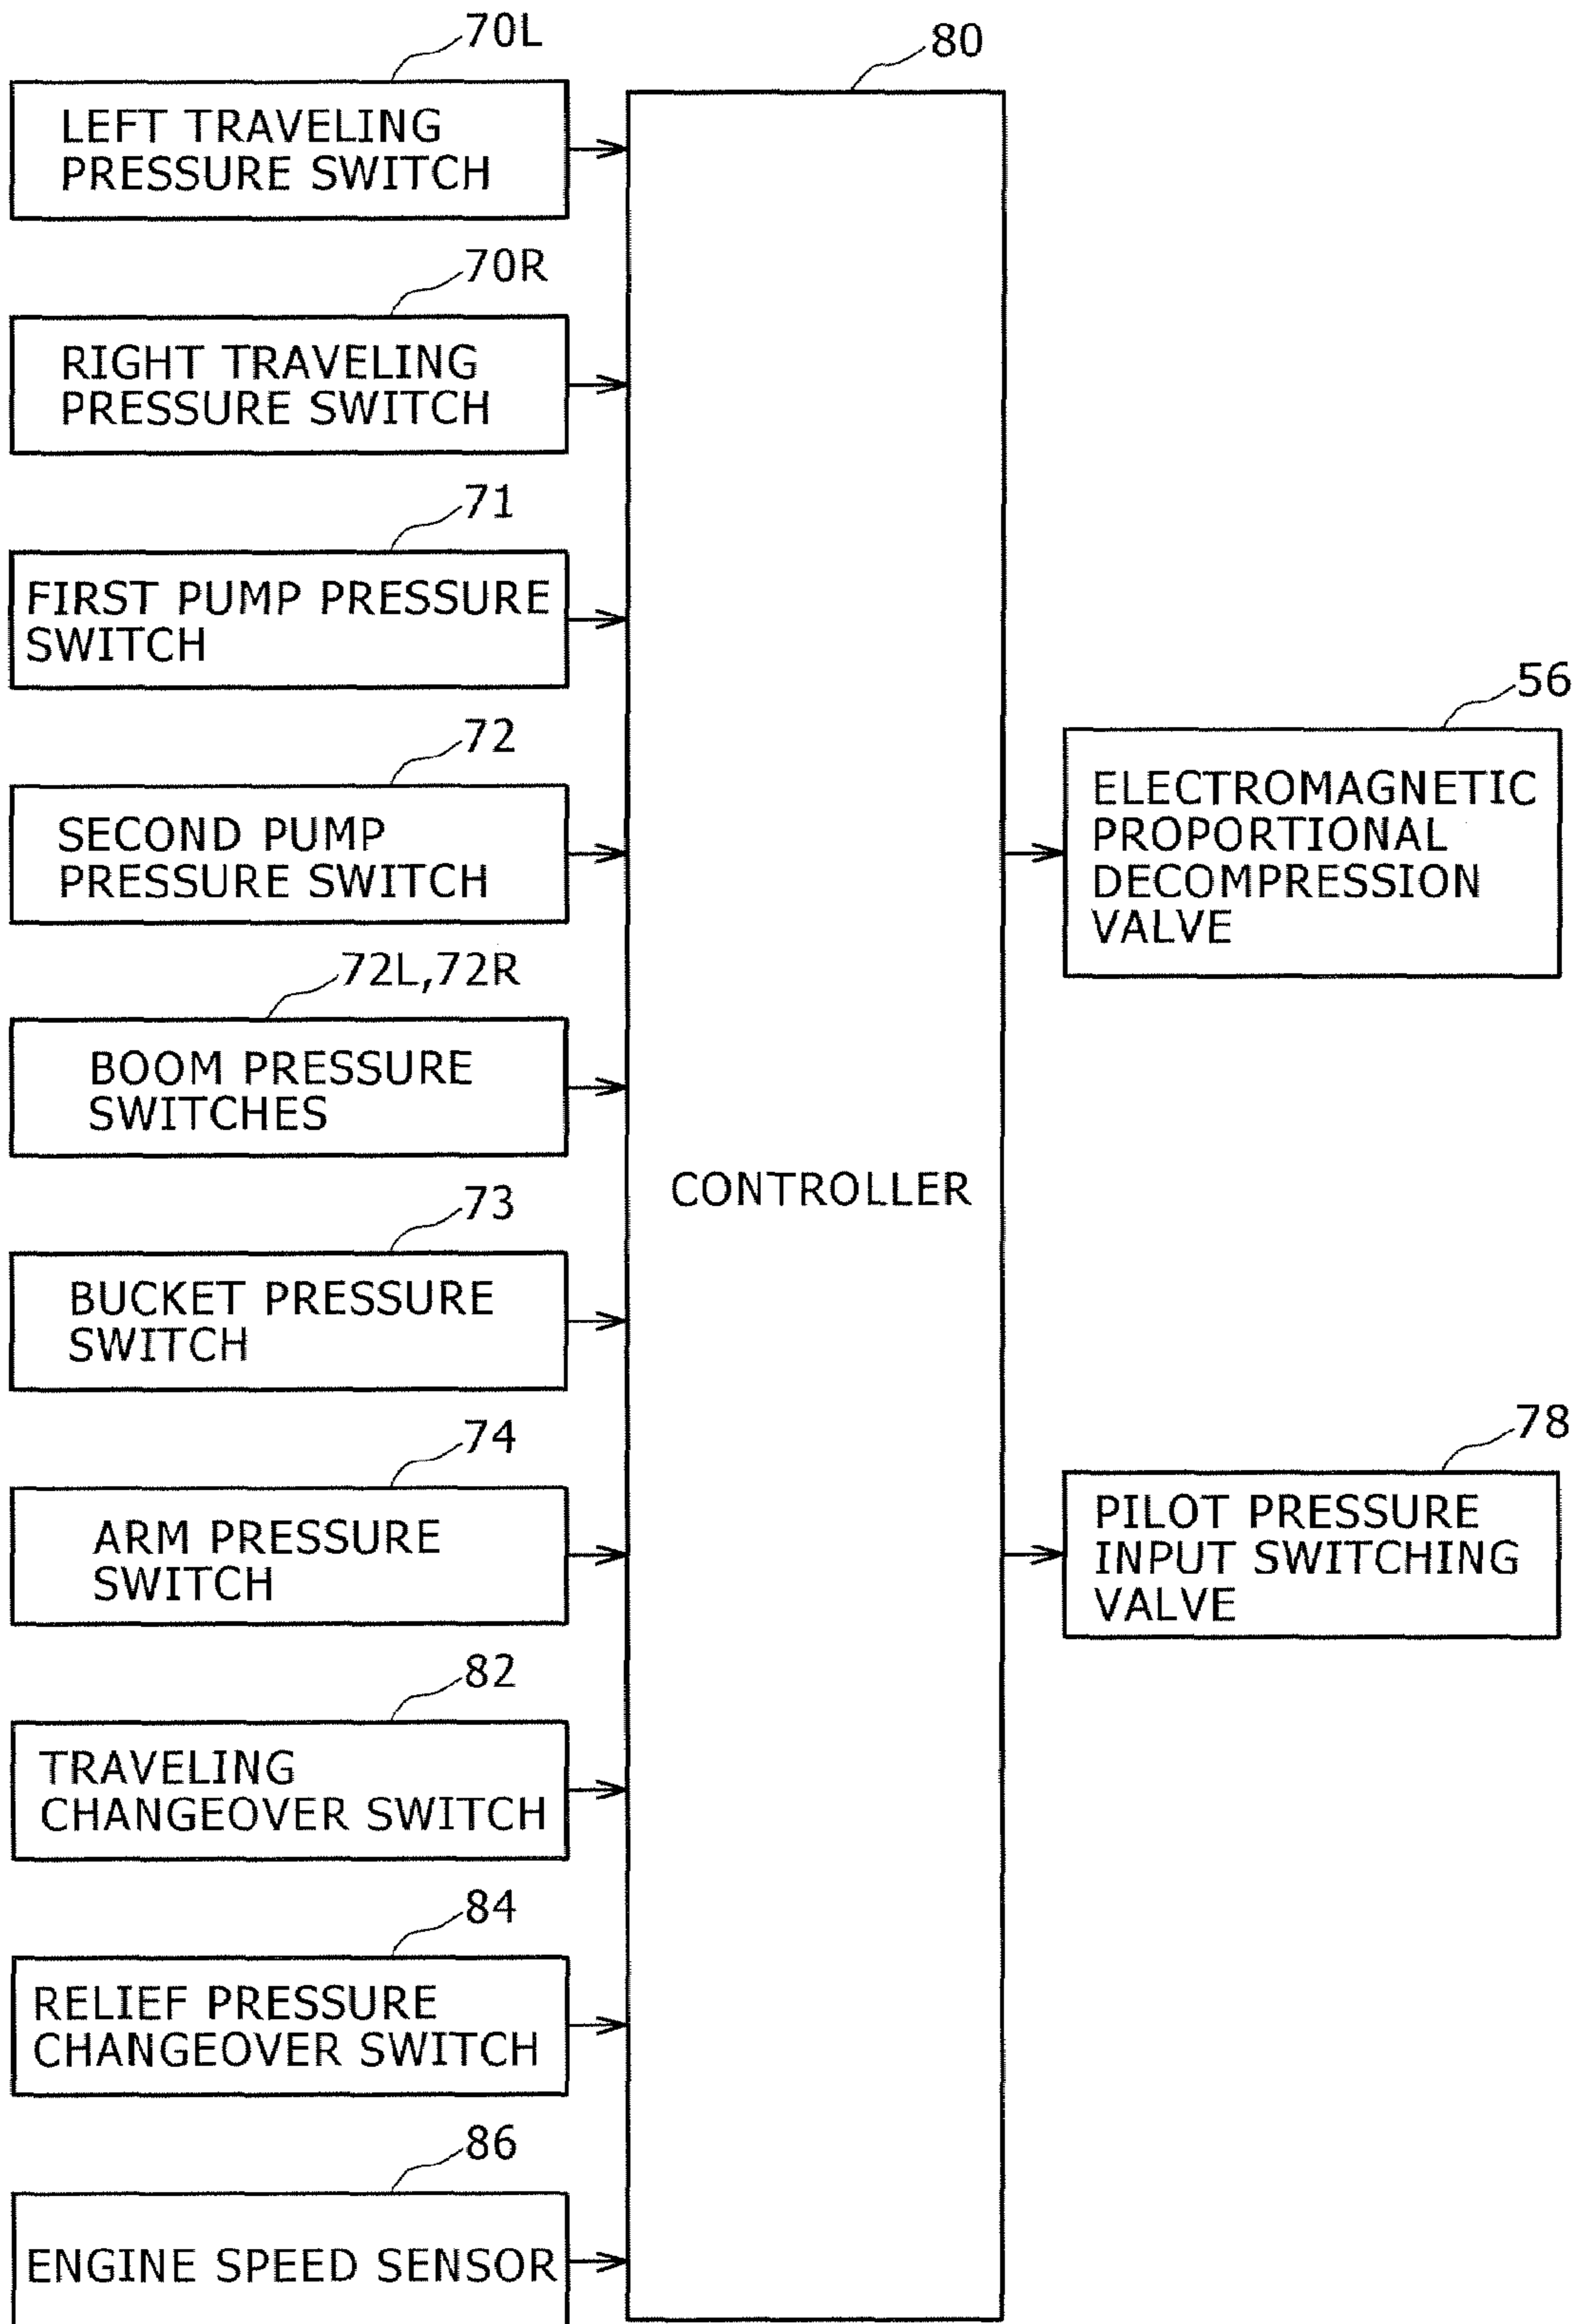 70L
LEFT TRAVELING
PRESSURE SWITCH
70R
RIGHT TRAVELING
PRESSURE SWITCH
71
FIRST PUMP PRESSURE
SWITCH
72
SECOND PUMP
PRESSURE SWITCH
72L,72R
BOOM PRESSURE
SWITCHES
73
BUCKET PRESSURE
SWITCH
74
ARM PRESSURE
SWITCH
82
TRAVELING
CHANGEOVER SWITCH
84
RELIEF PRESSURE
CHANGEOVER SWITCH
86
ENGINE SPEED SENSOR
80
CONTROLLER
56
ELECTROMAGNETIC
PROPORTIONAL
DECOMPRESSION
VALVE
78
PILOT PRESSURE
INPUT SWITCHING
VALVE